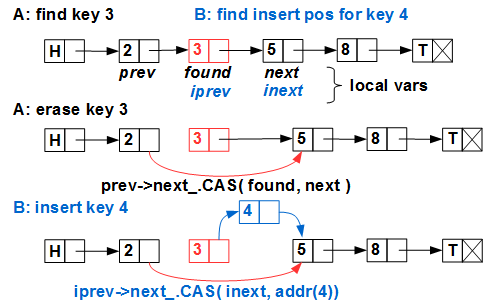 A: find key 3 B: find insert pos for key 4
H 2 3 5 8 T
prev found next
iprev inext
local vars
A: erase key 3
H 2 3 5 8 T
prev->next_.CAS( found, next )
B: insert key 4
4
H 2 3 5 8 T
iprev->next_.CAS( inext, addr(4))